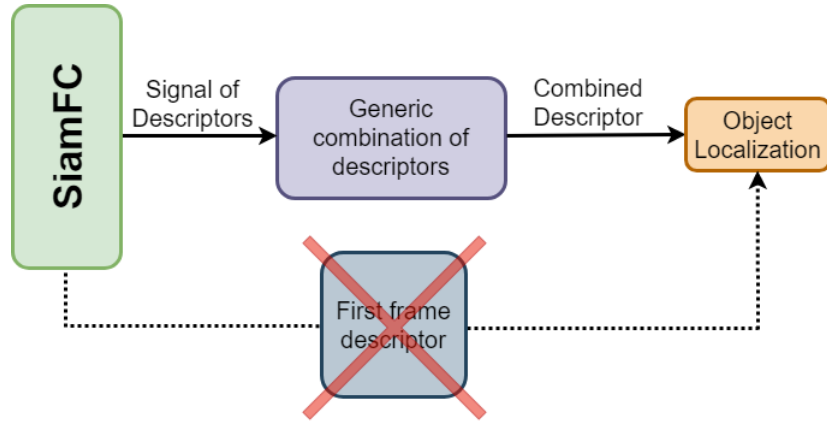 SiamFC
Signal of
Descriptors
Generic
combination of
descriptors
Combined
Descriptor
Object
Localization
First frame
descriptor